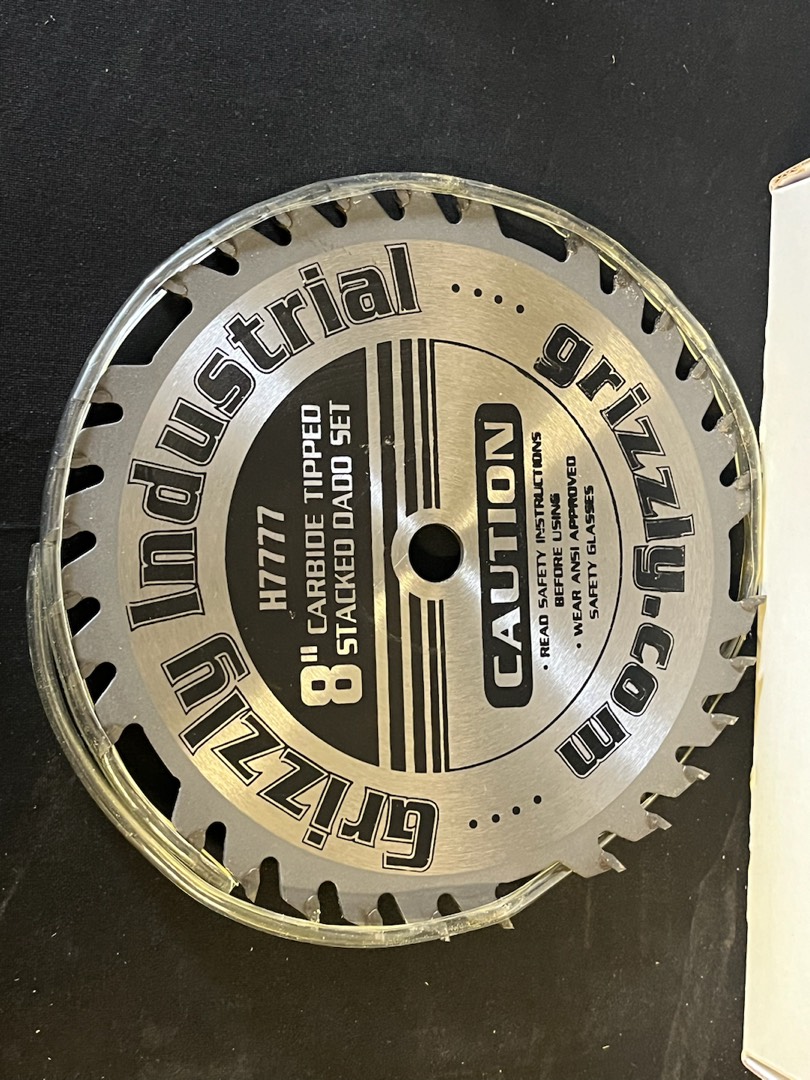 Grizzly Industrial
H7777
8" CARBIDE TIPPED
STACKED DADO SET
CAUTION
• READ SAFETY INSTRUCTIONS
BEFORE USING
• WEAR ANSI APPROVED
SAFETY GLASSES
grizzly.com